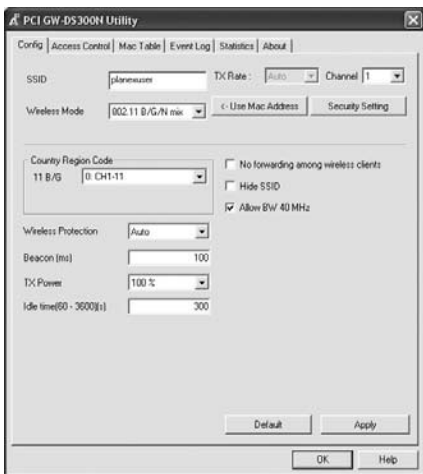 PCI GW-DS300N Utility
Config Access Control Mac Table Event Log Statistics About
SSID planexuser TX Rate : Auto Channel 1
Wireless Mode 802.11 B/G/N mix <- Use Mac Address Security Setting
Country Region Code
11 B/G 0: CH1-11
No forwarding among wireless clients
Hide SSID
Allow BW 40 MHz
Wireless Protection Auto
Beacon (ms) 100
TX Power 100 %
Idle time(60 - 3600)(s) 300
Default Apply
OK Help